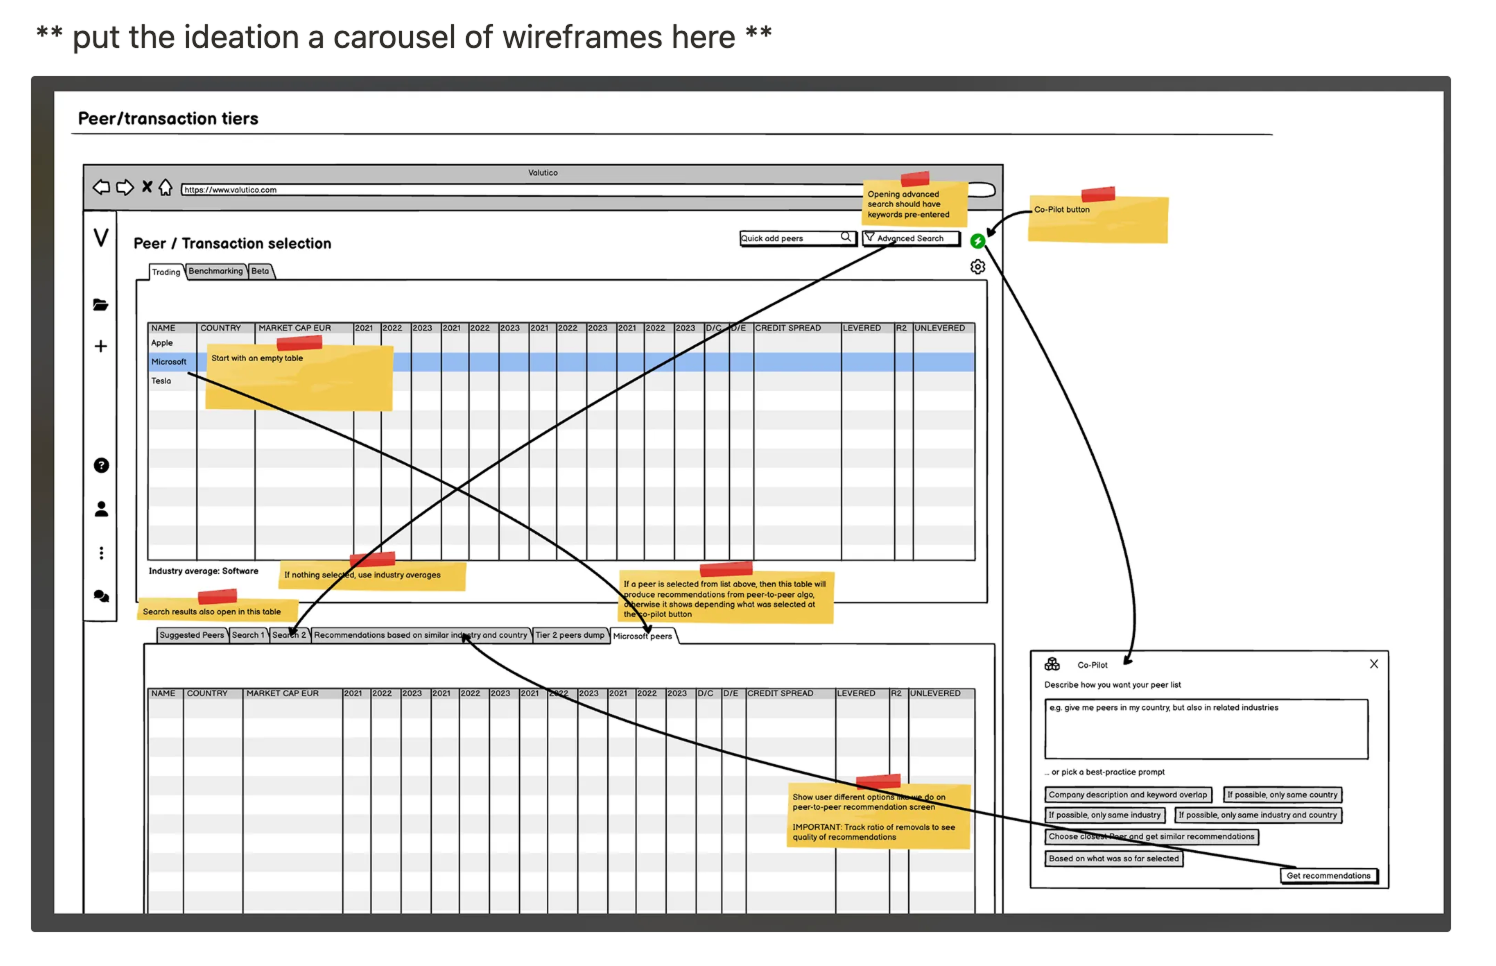 ** put the ideation a carousel of wireframes here **
Peer/transaction tiers
Valutico
https://www.valutico.com
Opening advanced
search should have
keywords pre-entered
Co-Pilot button
V
Peer / Transaction selection
Quick add peers
Advanced Search
Trading Benchmarking Beta
NAME COUNTRY MARKET CAP EUR 2021 2022 2023 2021 2022 2023 2021 2022 2023 2021 2022 2023 D/C D/E CREDIT SPREAD LEVERED R2 UNLEVERED
Apple
Microsoft
Tesla
Start with an empty table
Industry average: Software
If nothing selected, use industry averages
If a peer is selected from list above, then this table will
produce recommendations from peer-to-peer algo,
otherwise it shows depending what was selected at
the co-pilot button
Search results also open in this table
Suggested Peers Search 1 Search 2 Recommendations based on similar industry and country Tier 2 peers dump Microsoft peers
NAME COUNTRY MARKET CAP EUR 2021 2022 2023 2021 2022 2023 2021 2022 2023 2021 2022 2023 D/C D/E CREDIT SPREAD LEVERED R2 UNLEVERED
Show user different options like we do on
peer-to-peer recommendation screen
IMPORTANT: Track ratio of removals to see
quality of recommendations
Co-Pilot X
Describe how you want your peer list
e.g. give me peers in my country, but also in related industries
... or pick a best-practice prompt
Company description and keyword overlap If possible, only same country
If possible, only same industry If possible, only same industry and country
Choose closest Peer and get similar recommendations
Based on what was so far selected
Get recommendations